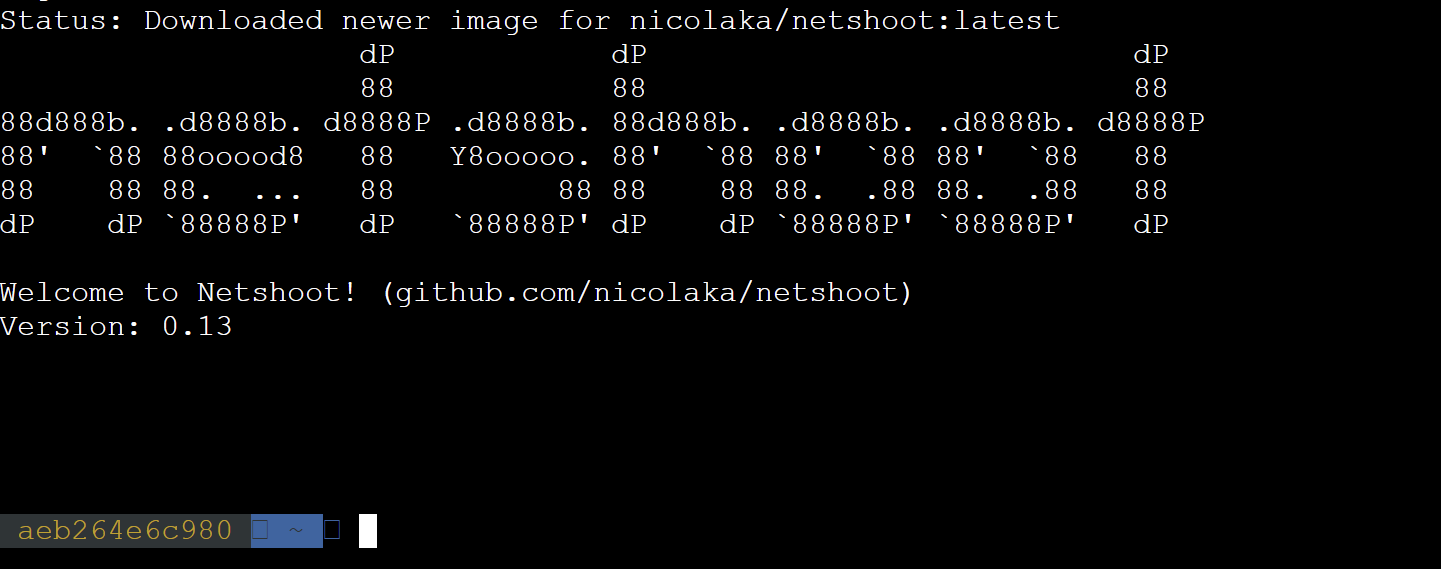 Status: Downloaded newer image for nicolaka/netshoot:latest
                    dP            dP                           dP
                    88            88                           88
88d888b. .d8888b. d8888P .d8888b. 88d888b. .d8888b. .d8888b. d8888P
88'  `88 88ooood8   88   Y8ooooo. 88'  `88 88'  `88 88'  `88   88
88    88 88.  ...   88         88 88    88 88.  .88 88.  .88   88
dP    dP `88888P'   dP   `88888P' dP    dP `88888P' `88888P'   dP
Welcome to Netshoot! (github.com/nicolaka/netshoot)
Version: 0.13
aeb264e6c980 ~